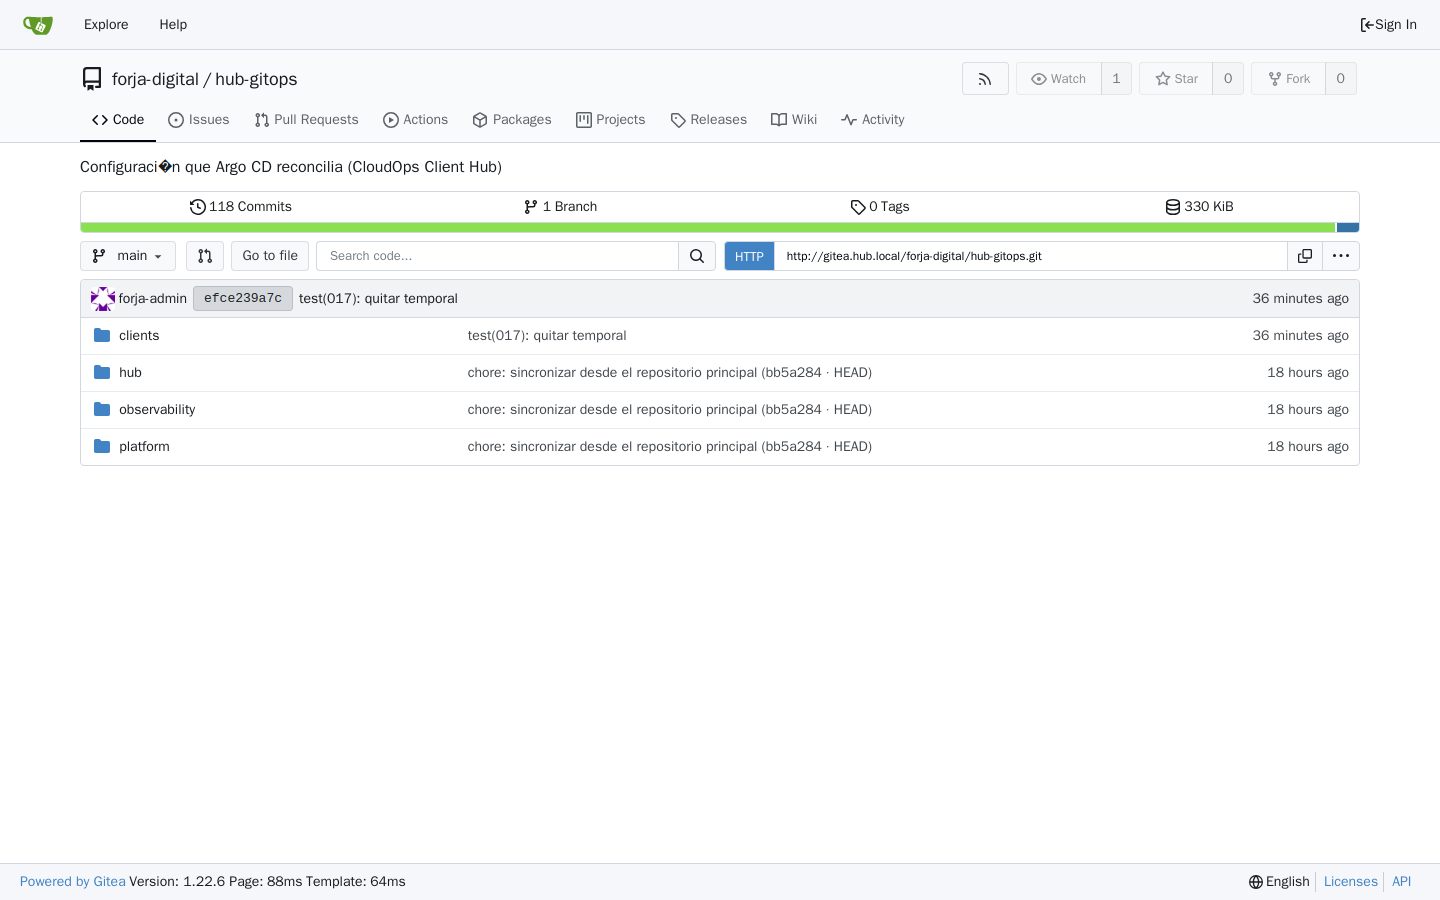 Explore Help Sign In
forja-digital / hub-gitops Watch 1 Star 0 Fork 0
Code Issues Pull Requests Actions Packages Projects Releases Wiki Activity
Configuraci�n que Argo CD reconcilia (CloudOps Client Hub)
118 Commits 1 Branch 0 Tags 330 KiB
main Go to file Search code... HTTP http://gitea.hub.local/forja-digital/hub-gitops.git
forja-admin efce239a7c test(017): quitar temporal 36 minutes ago
clients test(017): quitar temporal 36 minutes ago
hub chore: sincronizar desde el repositorio principal (bb5a284 · HEAD) 18 hours ago
observability chore: sincronizar desde el repositorio principal (bb5a284 · HEAD) 18 hours ago
platform chore: sincronizar desde el repositorio principal (bb5a284 · HEAD) 18 hours ago
Powered by Gitea Version: 1.22.6 Page: 88ms Template: 64ms English Licenses API